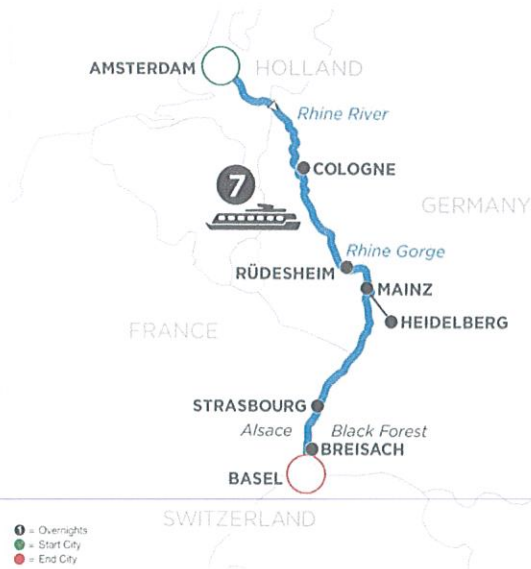 AMSTERDAM
HOLLAND
Rhine River
COLOGNE
7
GERMANY
Rhine Gorge
RÜDESHEIM
MAINZ
HEIDELBERG
FRANCE
STRASBOURG
Alsace
Black Forest
BREISACH
BASEL
SWITZERLAND
1 = Overnights
= Start City
= End City